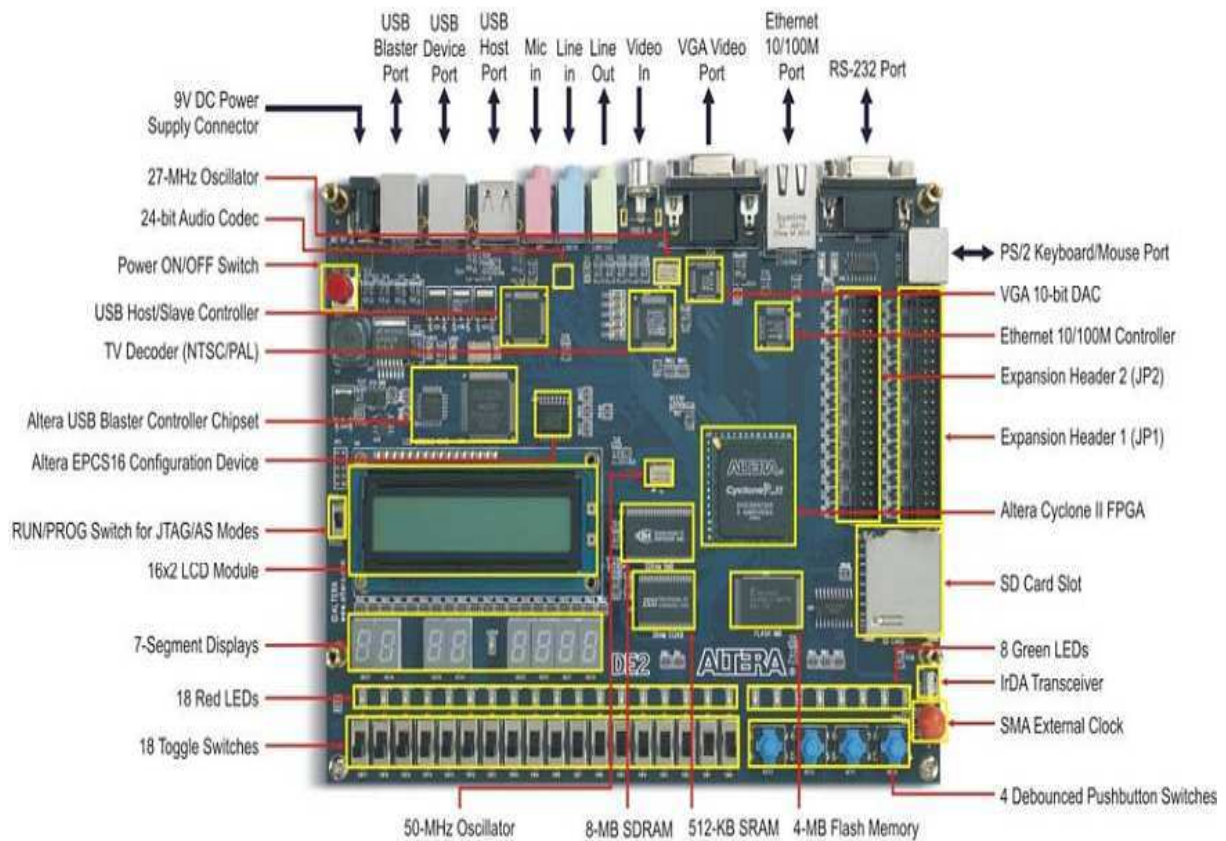 USB
Blaster
Port
USB
Device
Port
USB
Host
Port
Mic
in
Line
in
Line
Out
Video
In
VGA Video
Port
Ethernet
10/100M
Port
RS-232 Port
9V DC Power
Supply Connector
27-MHz Oscillator
24-bit Audio Codec
Power ON/OFF Switch
USB Host/Slave Controller
TV Decoder (NTSC/PAL)
Altera USB Blaster Controller Chipset
Altera EPCS16 Configuration Device
RUN/PROG Switch for JTAG/AS Modes
16x2 LCD Module
7-Segment Displays
18 Red LEDs
18 Toggle Switches
PS/2 Keyboard/Mouse Port
VGA 10-bit DAC
Ethernet 10/100M Controller
Expansion Header 2 (JP2)
Expansion Header 1 (JP1)
Altera Cyclone II FPGA
SD Card Slot
8 Green LEDs
IrDA Transceiver
SMA External Clock
4 Debounced Pushbutton Switches
ALTERA
Cyclone II
DE2
ALTERA
50-MHz Oscillator
8-MB SDRAM
512-KB SRAM
4-MB Flash Memory